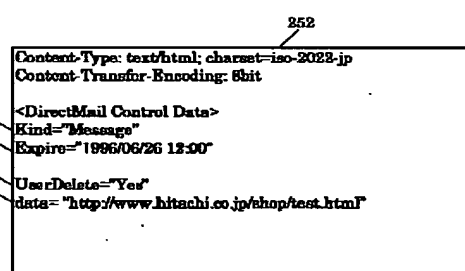 252
Content-Type: text/html; charset=iso-2022-jp
Content-Transfer-Encoding: 8bit
<DirectMail Control Data>
Kind="Message"
Expire="1996/06/26 12:00"
UserDelete="Yes"
data= "http://www.hitachi.co.jp/shop/test.html"